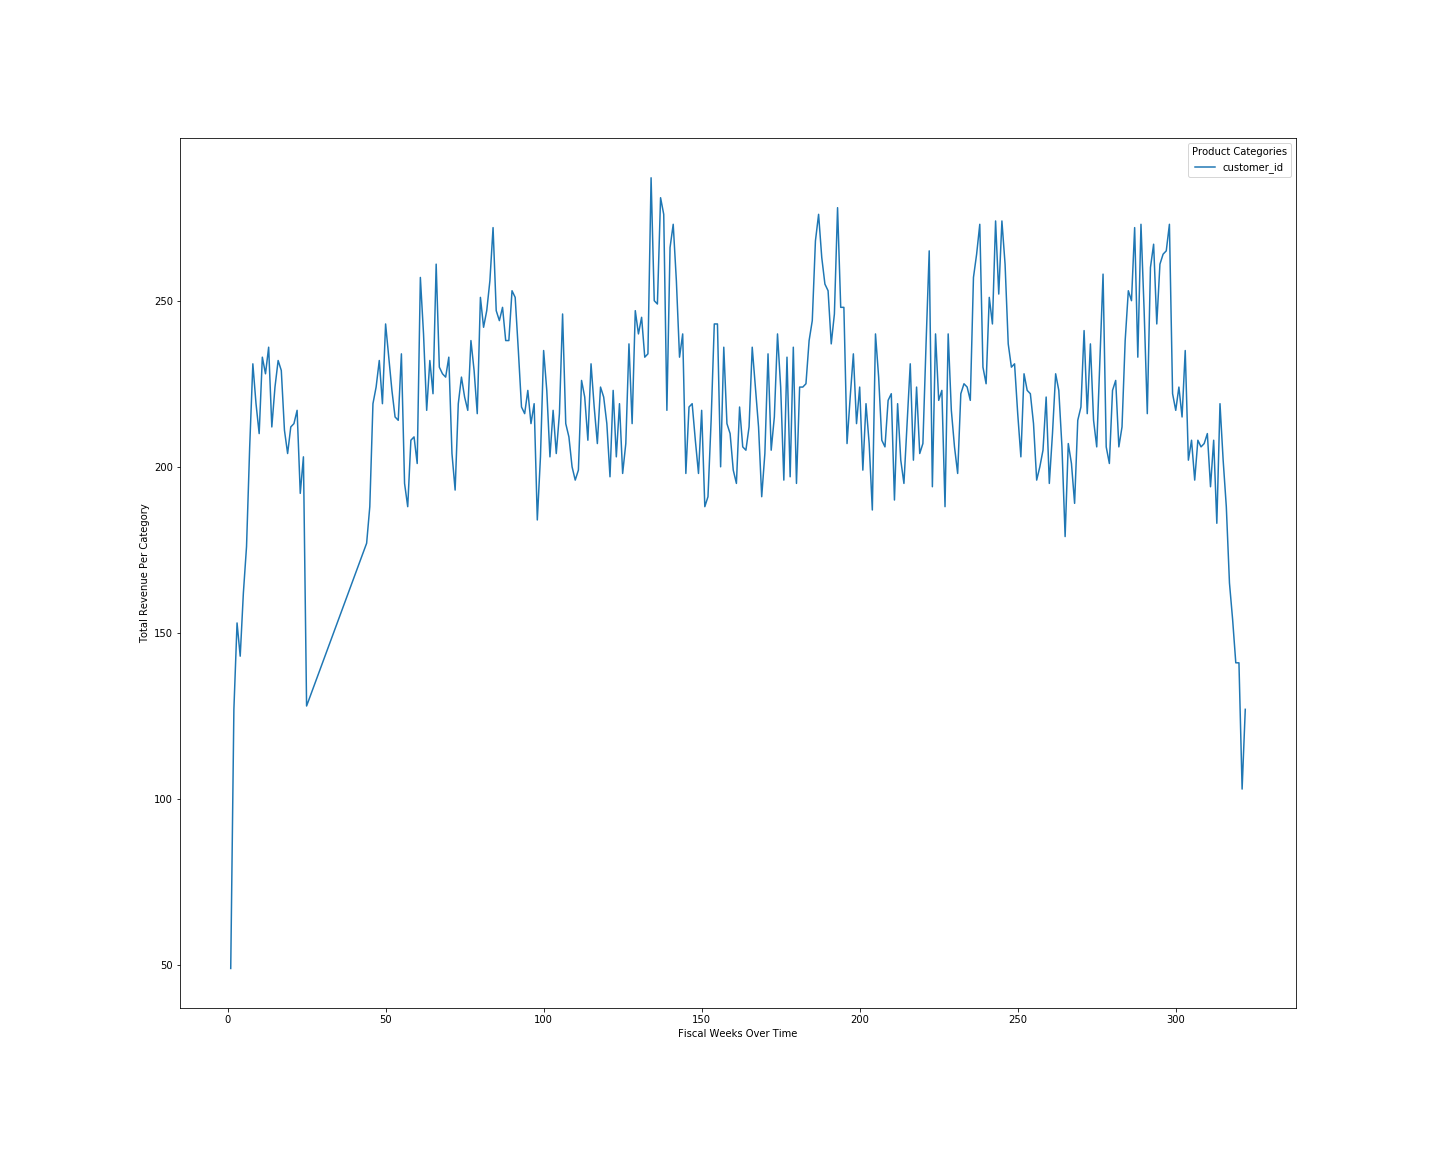 Product Categories
customer_id
Total Revenue Per Category
250
200
150
100
50
0 50 100 150 200 250 300
Fiscal Weeks Over Time